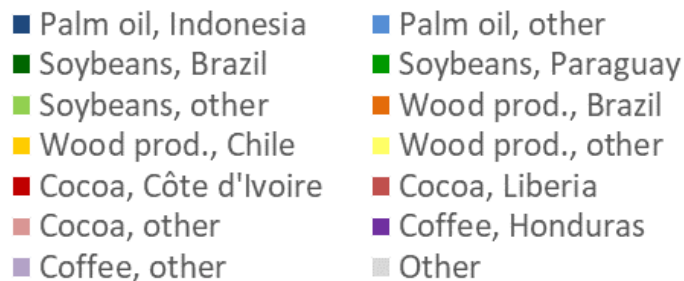 Palm oil, Indonesia
Palm oil, other
Soybeans, Brazil
Soybeans, Paraguay
Soybeans, other
Wood prod., Brazil
Wood prod., Chile
Wood prod., other
Cocoa, Côte d'Ivoire
Cocoa, Liberia
Cocoa, other
Coffee, Honduras
Coffee, other
Other